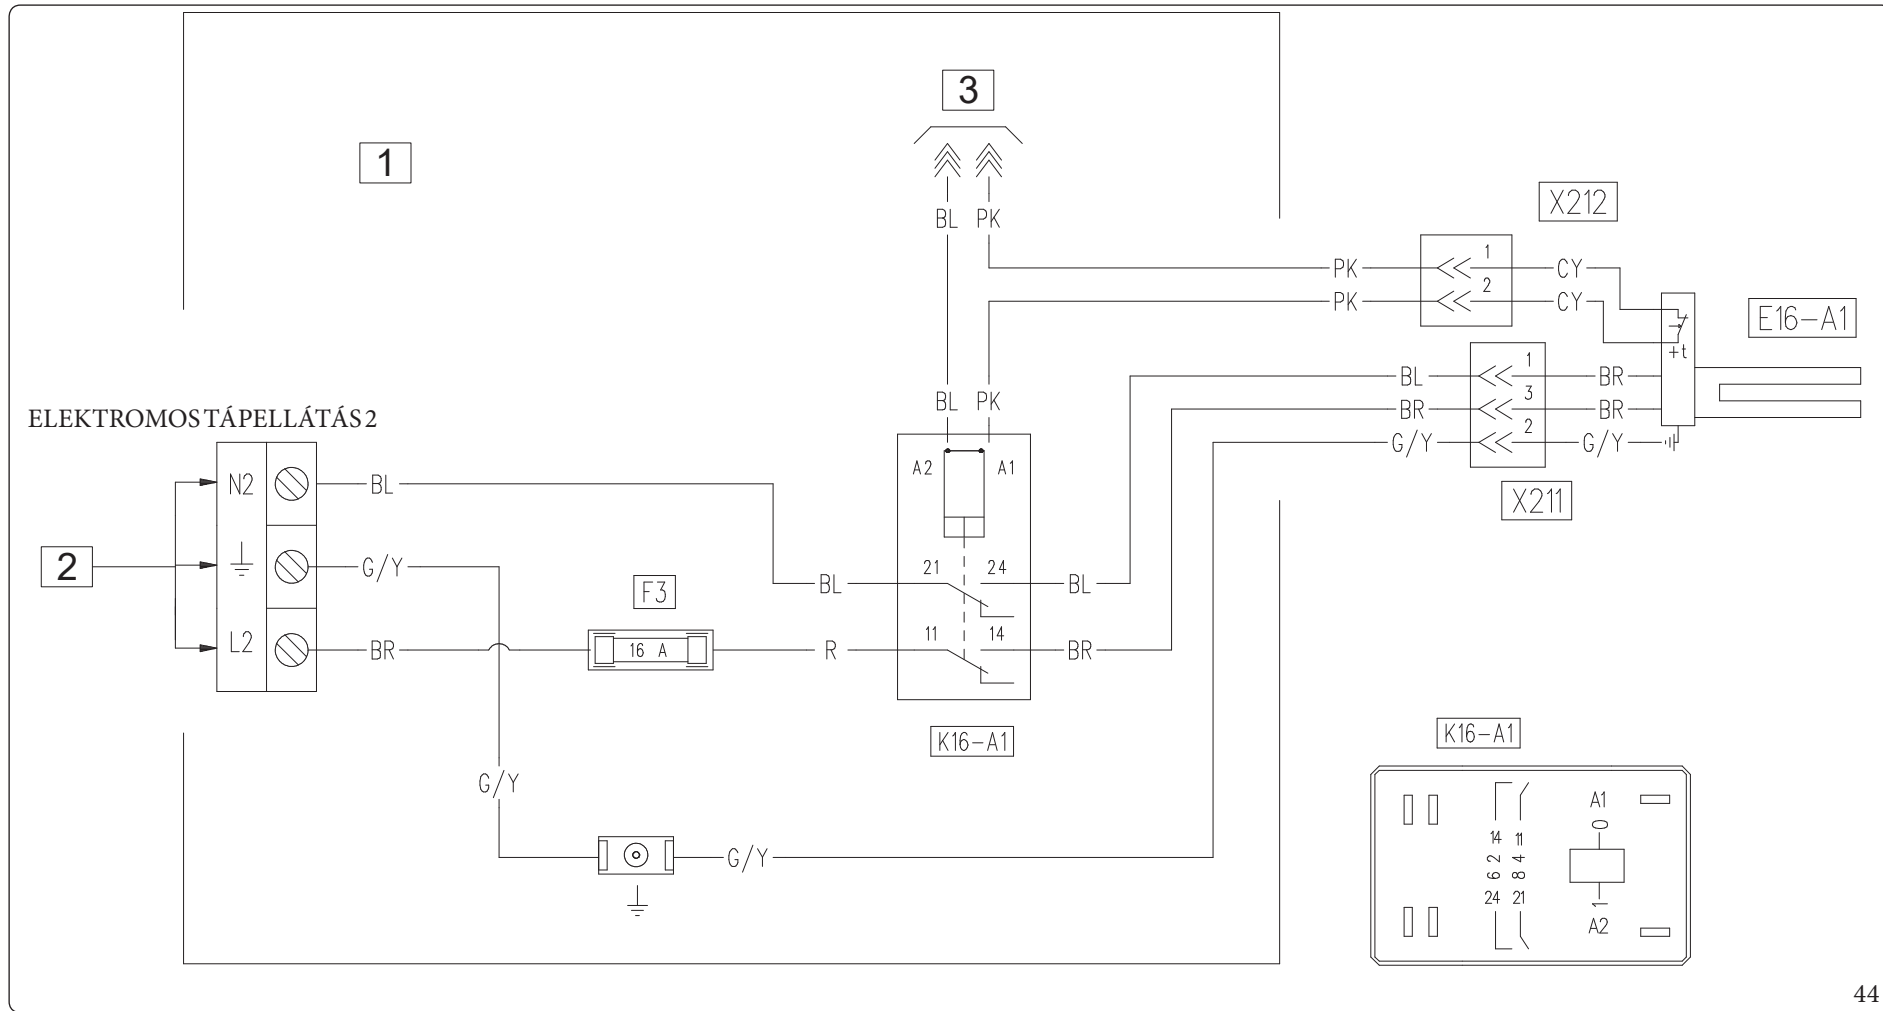 3
1
X212
BL PK
1
PK CY
2
PK CY
E16-A1
+t
1
BL BR
3
BR BR
2
G/Y G/Y
X211
ELEKTROMOS TÁPELLÁTÁS 2
BL PK
A2 A1
N2 BL
2
G/Y
F3
21 24
BL BL
L2 BR
16 A
R
11 14
BR
K16-A1
G/Y
G/Y
K16-A1
A1
0
14 11
2 4
6 8
24 21
1
A2
44